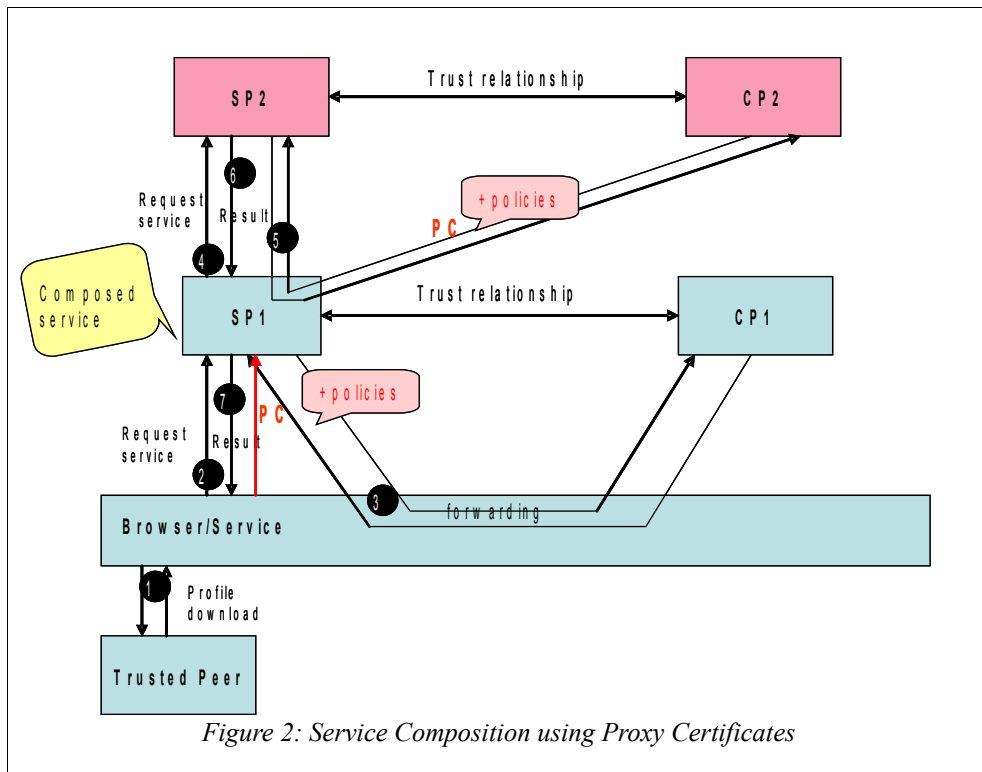 Trust relationship
SP2
CP2
6
Request
service
Result
+ policies
PC
5
4
Composed
service
SP1
Trust relationship
CP1
7
+ policies
PC
Request
service
Result
2
3
forwarding
Browser/Service
1
Profile
download
Trusted Peer
Figure 2: Service Composition using Proxy Certificates